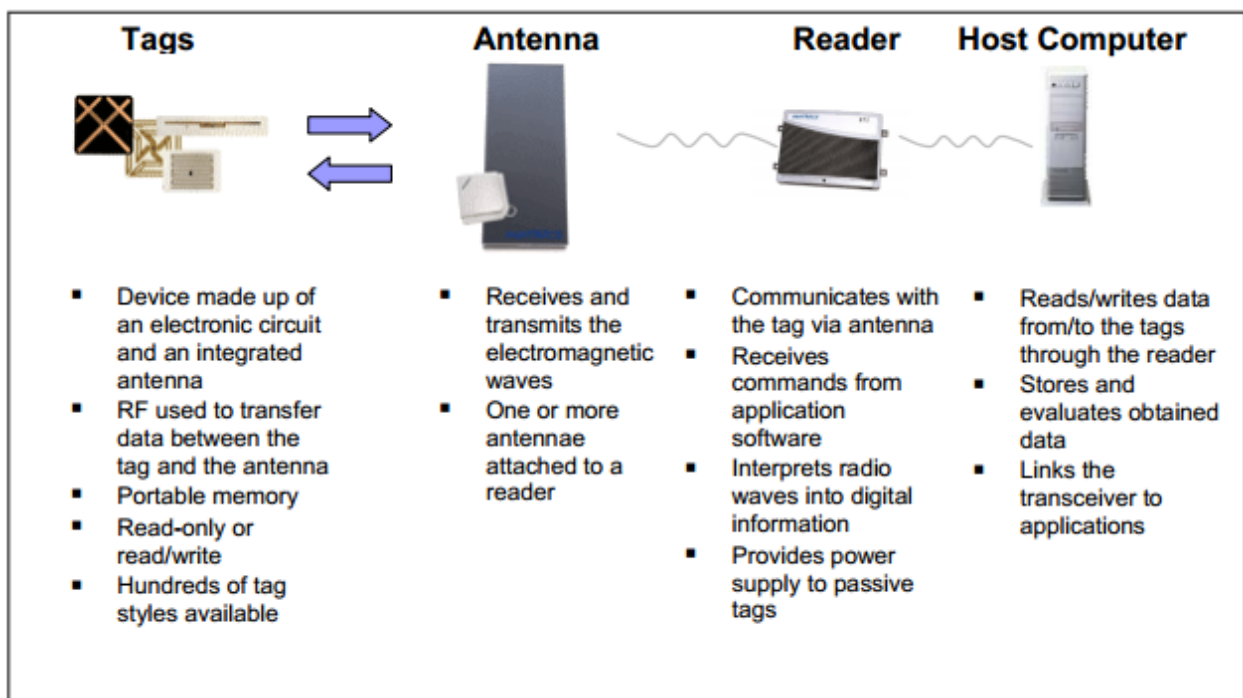 Tags
Antenna
Reader
Host Computer
▪ Device made up of
an electronic circuit
and an integrated
antenna
▪ RF used to transfer
data between the
tag and the antenna
▪ Portable memory
▪ Read-only or
read/write
▪ Hundreds of tag
styles available
▪ Receives and
transmits the
electromagnetic
waves
▪ One or more
antennae
attached to a
reader
▪ Communicates with
the tag via antenna
▪ Receives
commands from
application
software
▪ Interprets radio
waves into digital
information
▪ Provides power
supply to passive
tags
▪ Reads/writes data
from/to the tags
through the reader
▪ Stores and
evaluates obtained
data
▪ Links the
transceiver to
applications